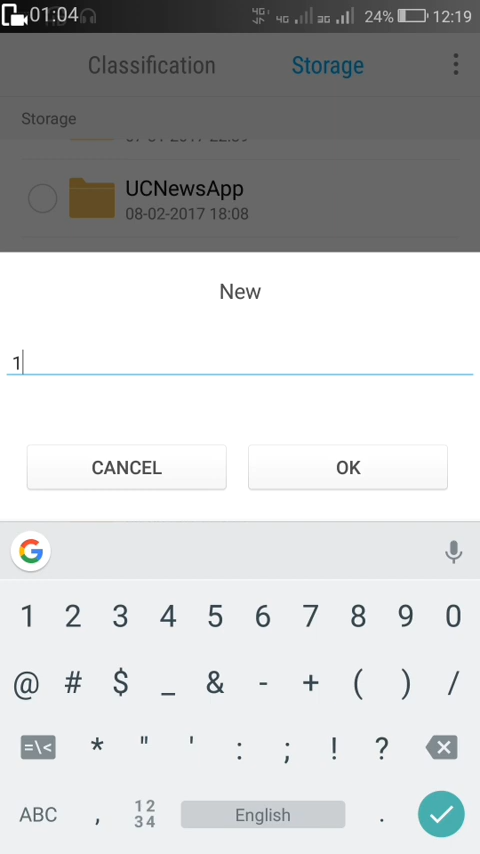 01:04 4G 4G 3G 24% 12:19
Classification Storage
Storage
UCNewsApp
08-02-2017 18:08
New
1
CANCEL OK
1 2 3 4 5 6 7 8 9 0
@ # $ _ & - + ( ) /
=\< * " ' : ; ! ?
ABC , 12 34 English .